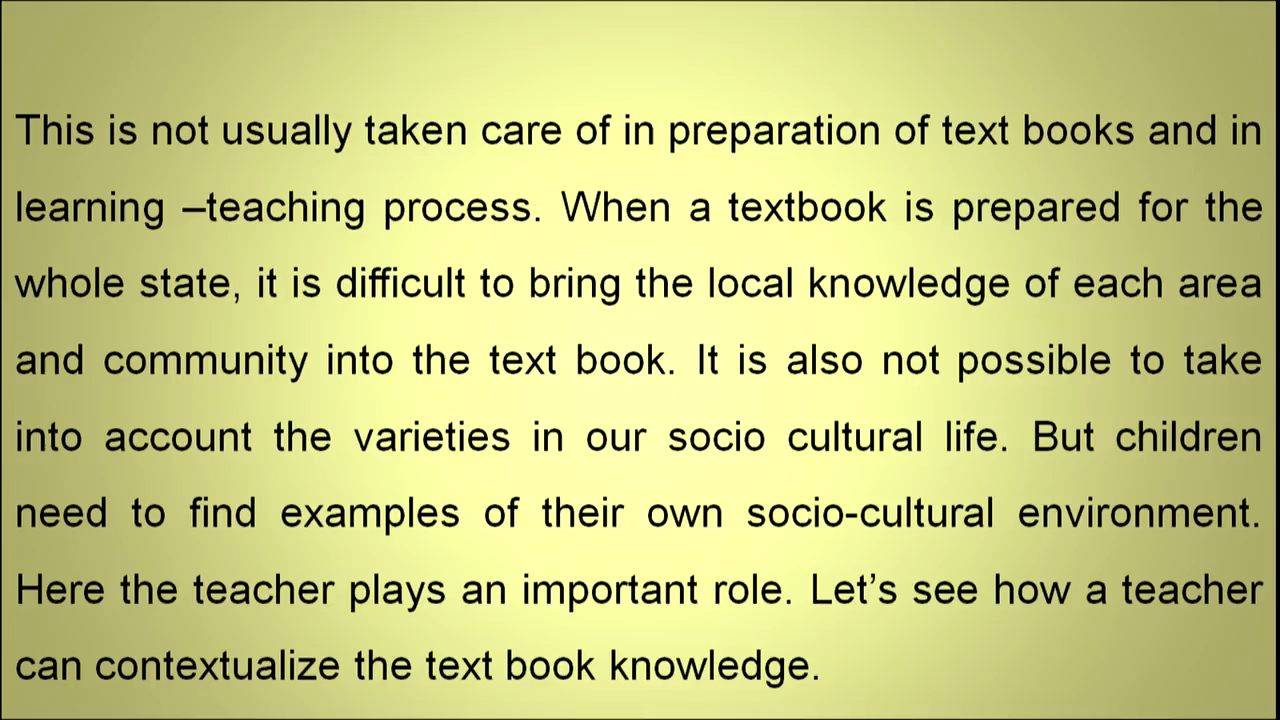 This is not usually taken care of in preparation of text books and in
learning –teaching process. When a textbook is prepared for the
whole state, it is difficult to bring the local knowledge of each area
and community into the text book. It is also not possible to take
into account the varieties in our socio cultural life. But children
need to find examples of their own socio-cultural environment.
Here the teacher plays an important role. Let’s see how a teacher
can contextualize the text book knowledge.